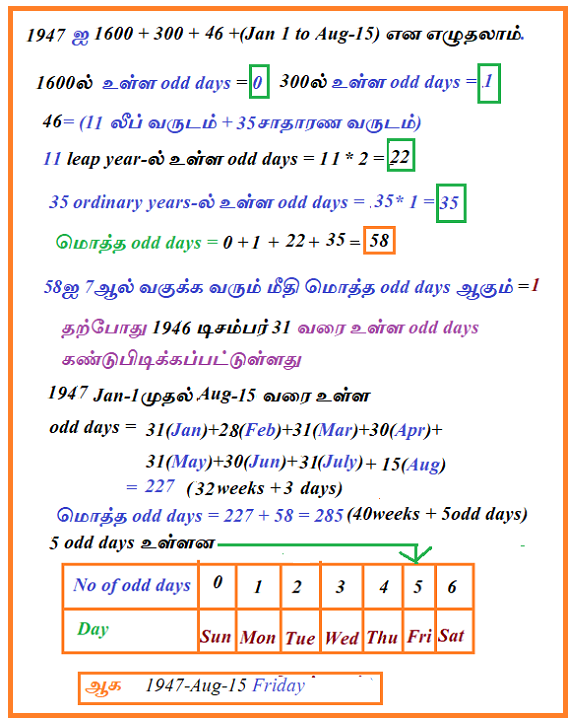 1947 ஐ 1600 + 300 + 46 +(Jan 1 to Aug-15) என எழுதலாம்.
1600ல் உள்ள odd days = 0 300ல் உள்ள odd days = 1
46= (11 லீப் வருடம் + 35சாதாரண வருடம்)
11 leap year-ல் உள்ள odd days = 11 * 2 = 22
35 ordinary years-ல் உள்ள odd days = 35* 1 = 35
மொத்த odd days = 0 +1 + 22 + 35 = 58
58ஐ 7ஆல் வகுக்க வரும் மீதி மொத்த odd days ஆகும் =1
தற்போது 1946 டிசம்பர் 31 வரை உள்ள odd days
கண்டுபிடிக்கப்பட்டுள்ளது
1947 Jan-1முதல் Aug-15 வரை உள்ள
odd days = 31(Jan)+28(Feb)+31(Mar)+30(Apr)+
31(May)+30(Jun)+31(July)+ 15(Aug)
= 227 (32weeks +3 days)
மொத்த odd days = 227 + 58 = 285 (40weeks + 5odd days)
5 odd days உள்ளன
No of odd days 0 1 2 3 4 5 6
Day Sun Mon Tue Wed Thu Fri Sat
ஆக 1947-Aug-15 Friday